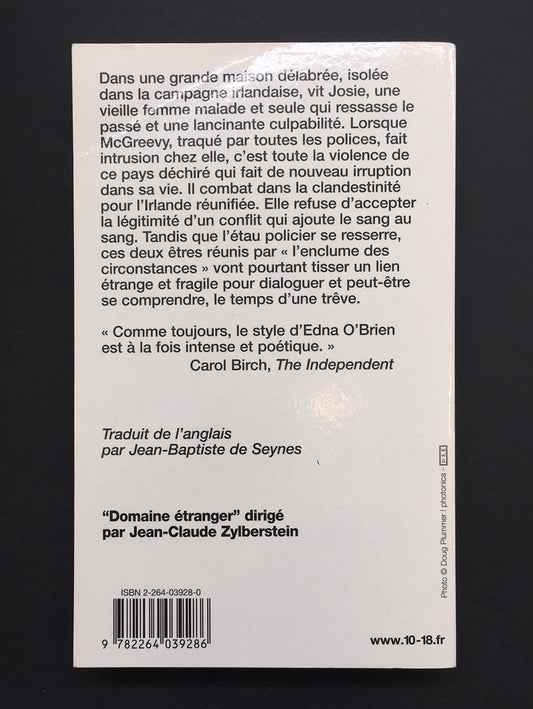 Dans une grande maison délabrée, isolée
dans la campagne irlandaise, vit Josie, une
vieille femme malade et seule qui ressasse le
passé et une lancinante culpabilité. Lorsque
McGreevy, traqué par toutes les polices, fait
intrusion chez elle, c'est toute la violence de
ce pays déchiré qui fait de nouveau irruption
dans sa vie. Il combat dans la clandestinité
pour l'Irlande réunifiée. Elle refuse d'accepter
la légitimité d'un conflit qui ajoute le sang au
sang. Tandis que l'étau policier se resserre,
ces deux êtres réunis par « l'enclume des
circonstances » vont pourtant tisser un lien
étrange et fragile pour dialoguer et peut-être
se comprendre, le temps d'une trêve.
« Comme toujours, le style d'Edna O'Brien
est à la fois intense et poétique. »
Carol Birch, The Independent
Traduit de l'anglais
par Jean-Baptiste de Seynes
"Domaine étranger" dirigé
par Jean-Claude Zylberstein
Photo © Doug Plummer | photonica -
ISBN 2-264-03928-0
9 782264 039286
www.10-18.fr